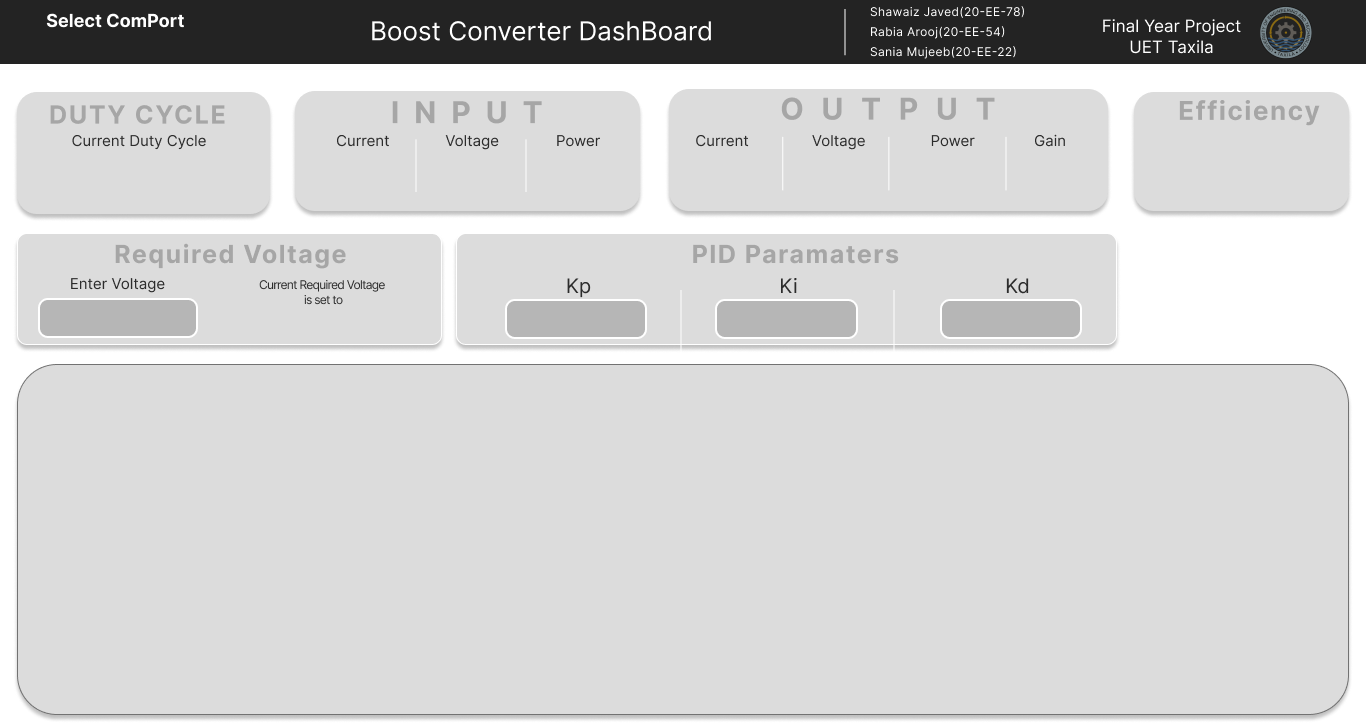 Select ComPort
Boost Converter DashBoard
Shawaiz Javed(20-EE-78)
Rabia Arooj(20-EE-54)
Sania Mujeeb(20-EE-22)
Final Year Project
UET Taxila
DUTY CYCLE
Current Duty Cycle
INPUT
Current Voltage Power
OUTPUT
Current Voltage Power Gain
Efficiency
Required Voltage
Enter Voltage
Current Required Voltage
is set to
PID Paramaters
Kp Ki Kd